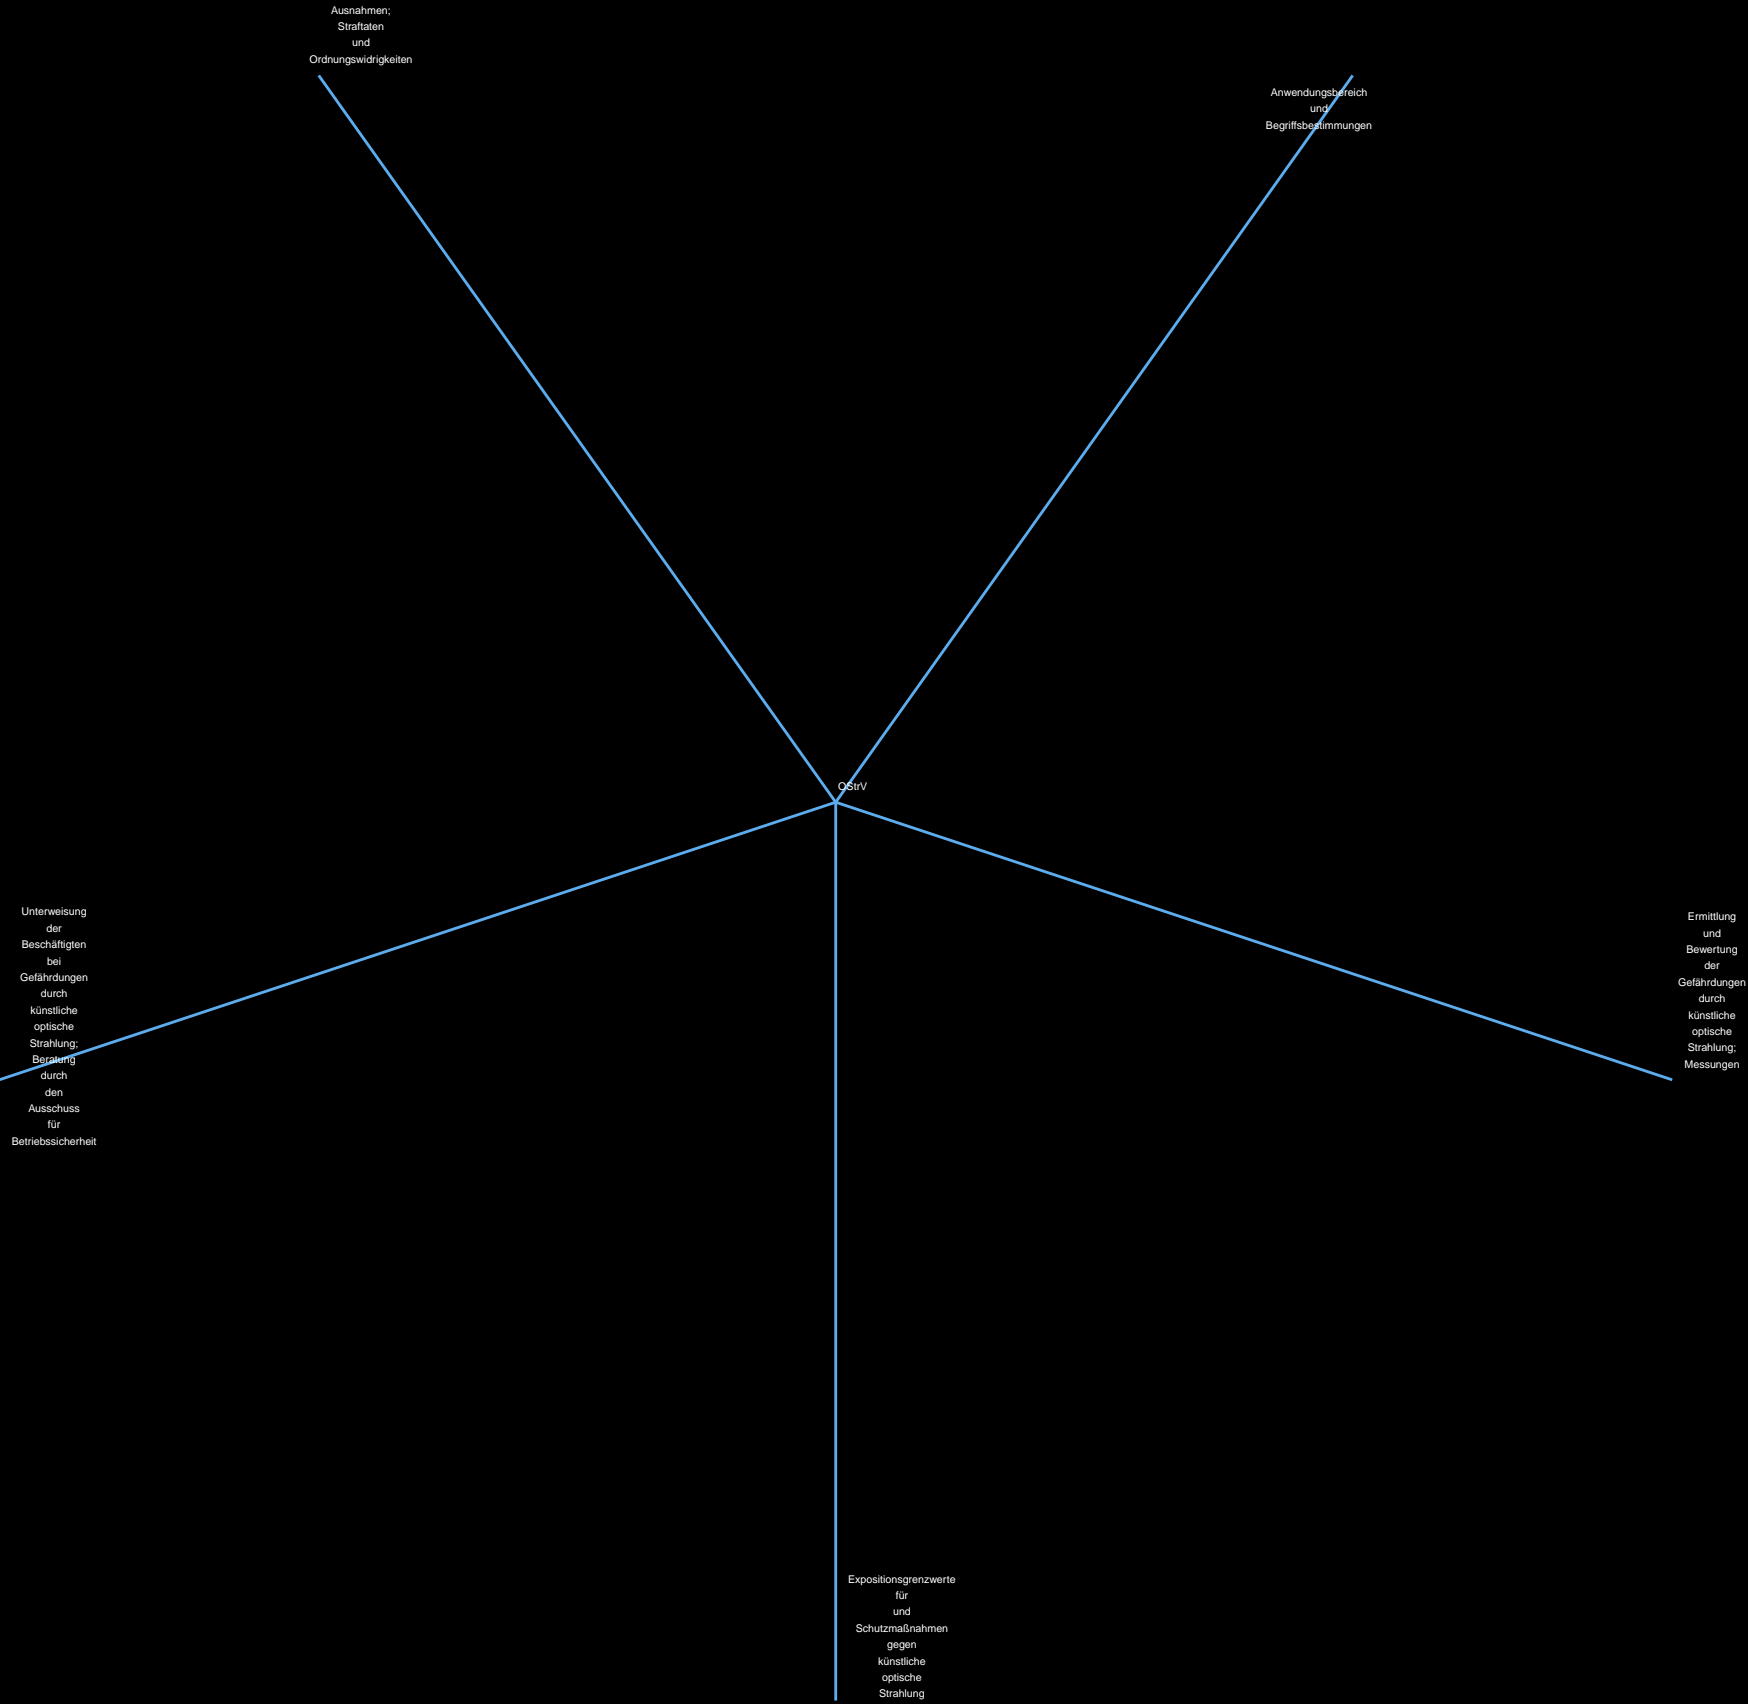 Ausnahmen;
Straftaten
und
Ordnungswidrigkeiten
Anwendungsbereich
und
Begriffsbestimmungen
OStrV
Unterweisung
der
Beschäftigten
bei
Gefährdungen
durch
künstliche
optische
Strahlung;
Beratung
durch
den
Ausschuss
für
Betriebssicherheit
Ermittlung
und
Bewertung
der
Gefährdungen
durch
künstliche
optische
Strahlung;
Messungen
Expositionsgrenzwerte
für
und
Schutzmaßnahmen
gegen
künstliche
optische
Strahlung